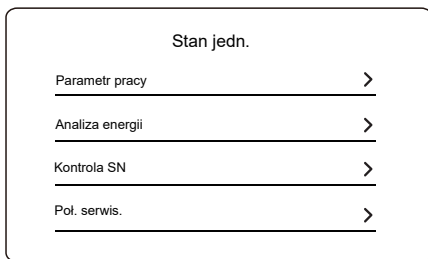 Stan jedn.
Parametr pracy
Analiza energii
Kontrola SN
Poł. serwis.